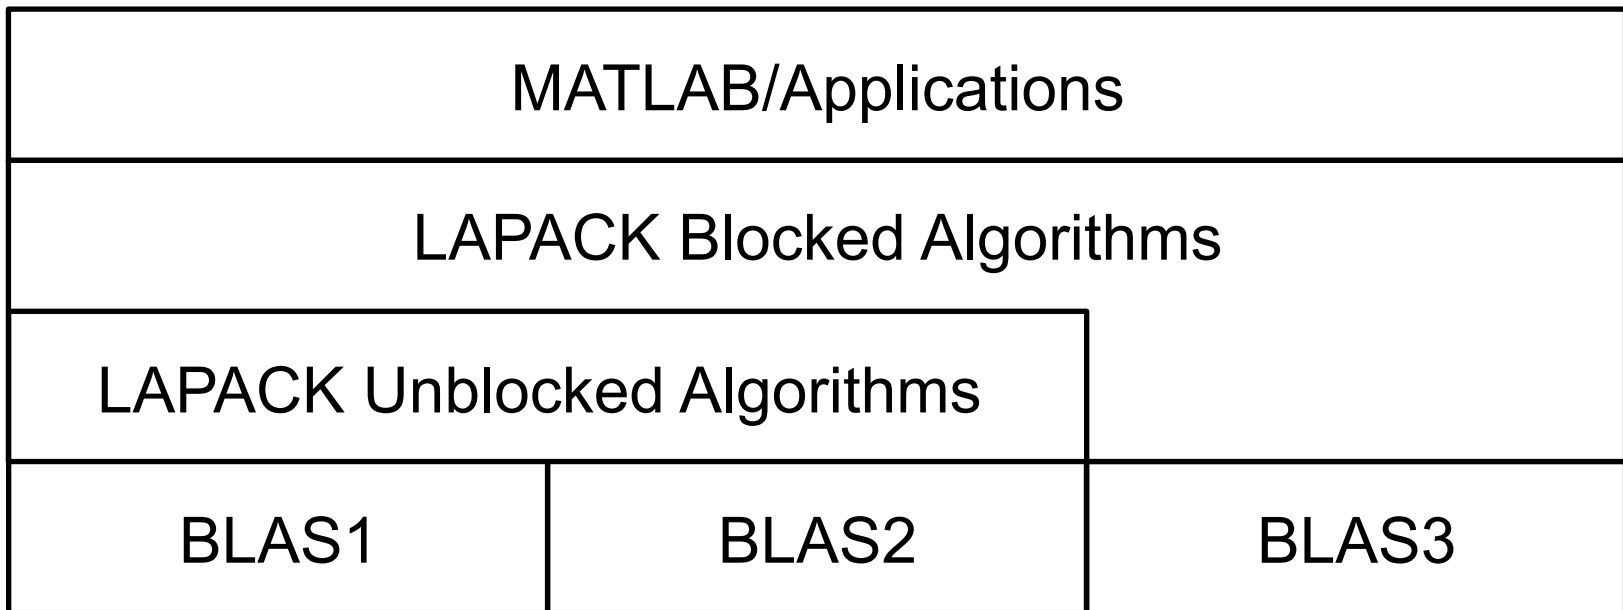 MATLAB/Applications
LAPACK Blocked Algorithms
LAPACK Unblocked Algorithms
BLAS1
BLAS2
BLAS3